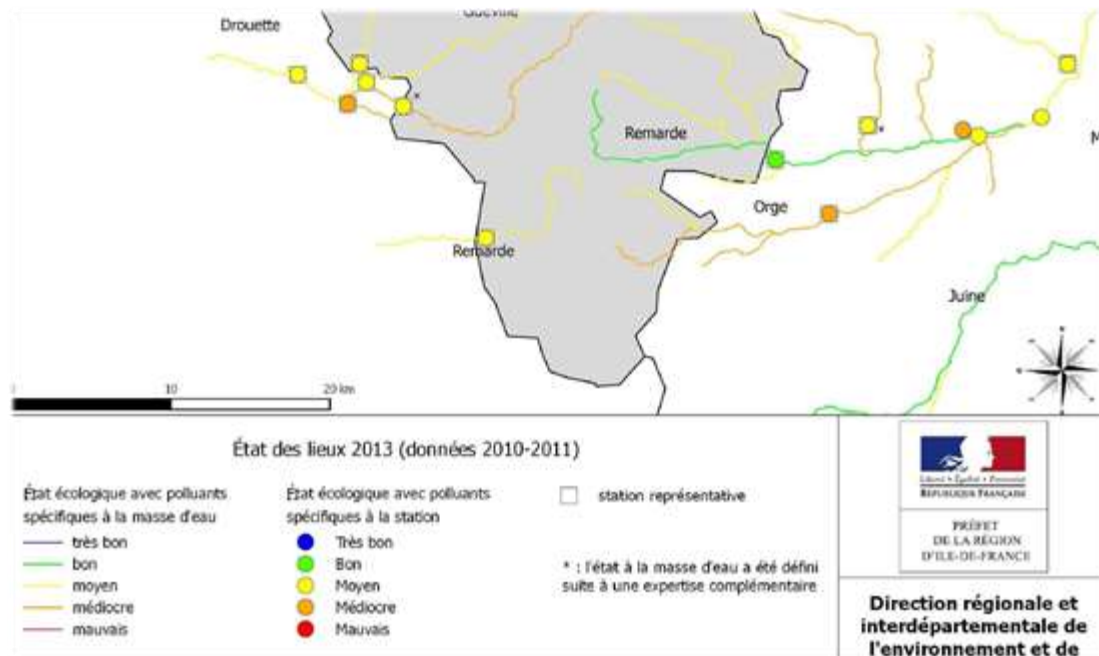 Drouette
Remarde
Orge
Remarde
Juine
M
10
20 km
État des lieux 2013 (données 2010-2011)
État écologique avec polluants
spécifiques à la masse d'eau
très bon
bon
moyen
médiocre
mauvais
État écologique avec polluants
spécifiques à la station
Très bon
Bon
Moyen
Médiocre
Mauvais
station représentative
* : l'état à la masse d'eau a été défini
suite à une expertise complémentaire
Liberté • Égalité • Fraternité
RÉPUBLIQUE FRANÇAISE
PRÉFET
DE LA RÉGION
D'ILE-DE-FRANCE
Direction régionale et
interdépartementale de
l'environnement et de